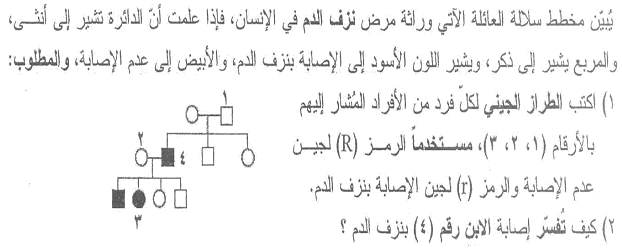 يُبيّن مخطط سلالة العائلة الآتي وراثة مرض نزف الدم في الإنسان، فإذا علمت أنّ الدائرة تشير إلى أنثى،
والمربع يشير إلى ذكر، ويشير اللون الأسود إلى الإصابة بنزف الدم، والأبيض إلى عدم الإصابة، والمطلوب:
١) اكتب الطراز الجيني لكلّ فرد من الأفراد المُشار إليهم
بالأرقام (١، ٢، ٣)، مستخدماً الرمز (R) لجين
عدم الإصابة والرمز (r) لجين الإصابة بنزف الدم.
٢) كيف تُفسّر إصابة الابن رقم (٤) بنزف الدم ؟
١
٢
٤
٣